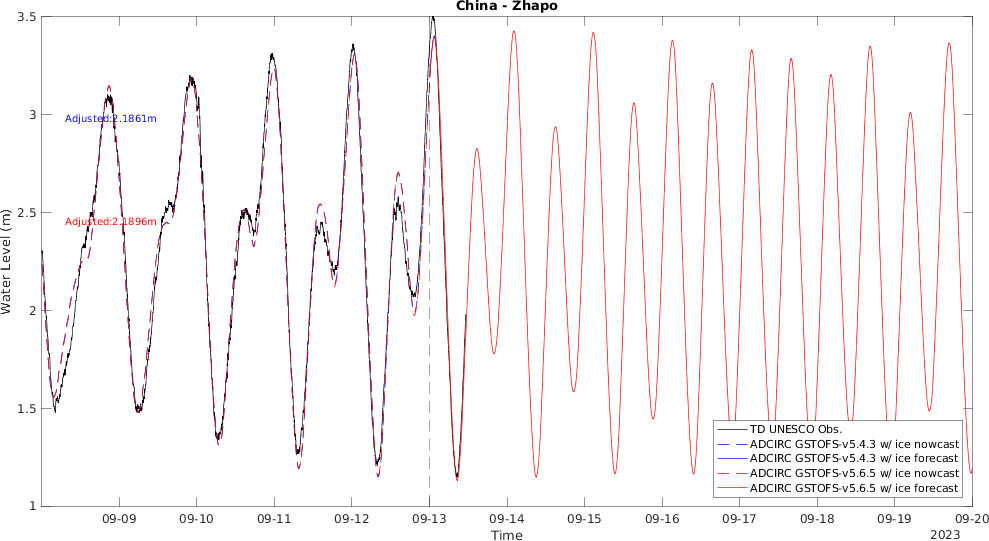 China - Zhapo
3.5
3
2.5
2
1.5
1
Water Level (m)
Adjusted:2.1861m
Adjusted:2.1896m
TD UNESCO Obs.
ADCIRC GSTOFS-v5.4.3 w/ ice nowcast
ADCIRC GSTOFS-v5.4.3 w/ ice forecast
ADCIRC GSTOFS-v5.6.5 w/ ice nowcast
ADCIRC GSTOFS-v5.6.5 w/ ice forecast
09-09 09-10 09-11 09-12 09-13 09-14 09-15 09-16 09-17 09-18 09-19 09-20
Time
2023